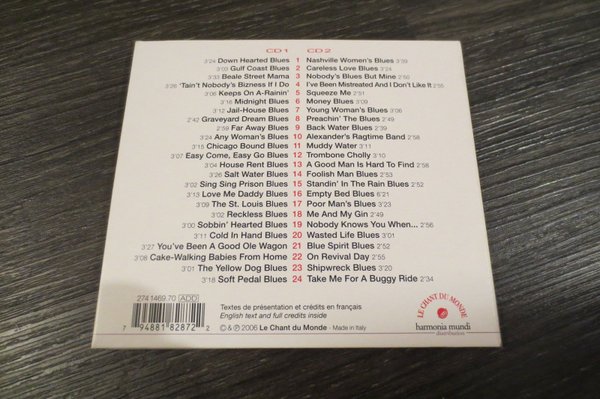 CD1 CD2
3'24 Down Hearted Blues 1 Nashville Women's Blues 3'39
3'03 Gulf Coast Blues 2 Careless Love Blues 3'24
3'33 Beale Street Mama 3 Nobody's Blues But Mine 2'50
3'26 'Tain't Nobody's Bizness If I Do 4 I've Been Mistreated And I Don't Like It 2'55
3'06 Keeps On A-Rainin' 5 Squeeze Me 2'51
3'16 Midnight Blues 6 Money Blues 3'09
3'12 Jail-House Blues 7 Young Woman's Blues 3'09
2'42 Graveyard Dream Blues 8 Preachin' The Blues 2'49
2'59 Far Away Blues 9 Back Water Blues 3'19
3'24 Any Woman's Blues 10 Alexander's Ragtime Band 2'58
3'15 Chicago Bound Blues 11 Muddy Water 3'03
3'07 Easy Come, Easy Go Blues 12 Trombone Cholly 3'10
3'04 House Rent Blues 13 A Good Man Is Hard To Find 2'58
3'26 Salt Water Blues 14 Foolish Man Blues 2'53
3'02 Sing Sing Prison Blues 15 Standin' In The Rain Blues 2'52
3'13 Love Me Daddy Blues 16 Empty Bed Blues 6'27
3'09 The St. Louis Blues 17 Poor Man's Blues 3'23
3'02 Reckless Blues 18 Me And My Gin 2'49
3'00 Sobbin' Hearted Blues 19 Nobody Knows You When... 2'56
3'11 Cold In Hand Blues 20 Wasted Life Blues 3'01
3'27 You've Been A Good Ole Wagon 21 Blue Spirit Blues 2'53
3'08 Cake-Walking Babies From Home 22 On Revival Day 2'55
3'01 The Yellow Dog Blues 23 Shipwreck Blues 3'20
3'18 Soft Pedal Blues 24 Take Me For A Buggy Ride 2'34
274 1469.70 ADD
7 94881 82872 2
Textes de présentation et crédits en français
English text and full credits inside
© & ℗ 2006 Le Chant du Monde - Made in Italy
LE CHANT DU MONDE
harmonia mundi
distribution